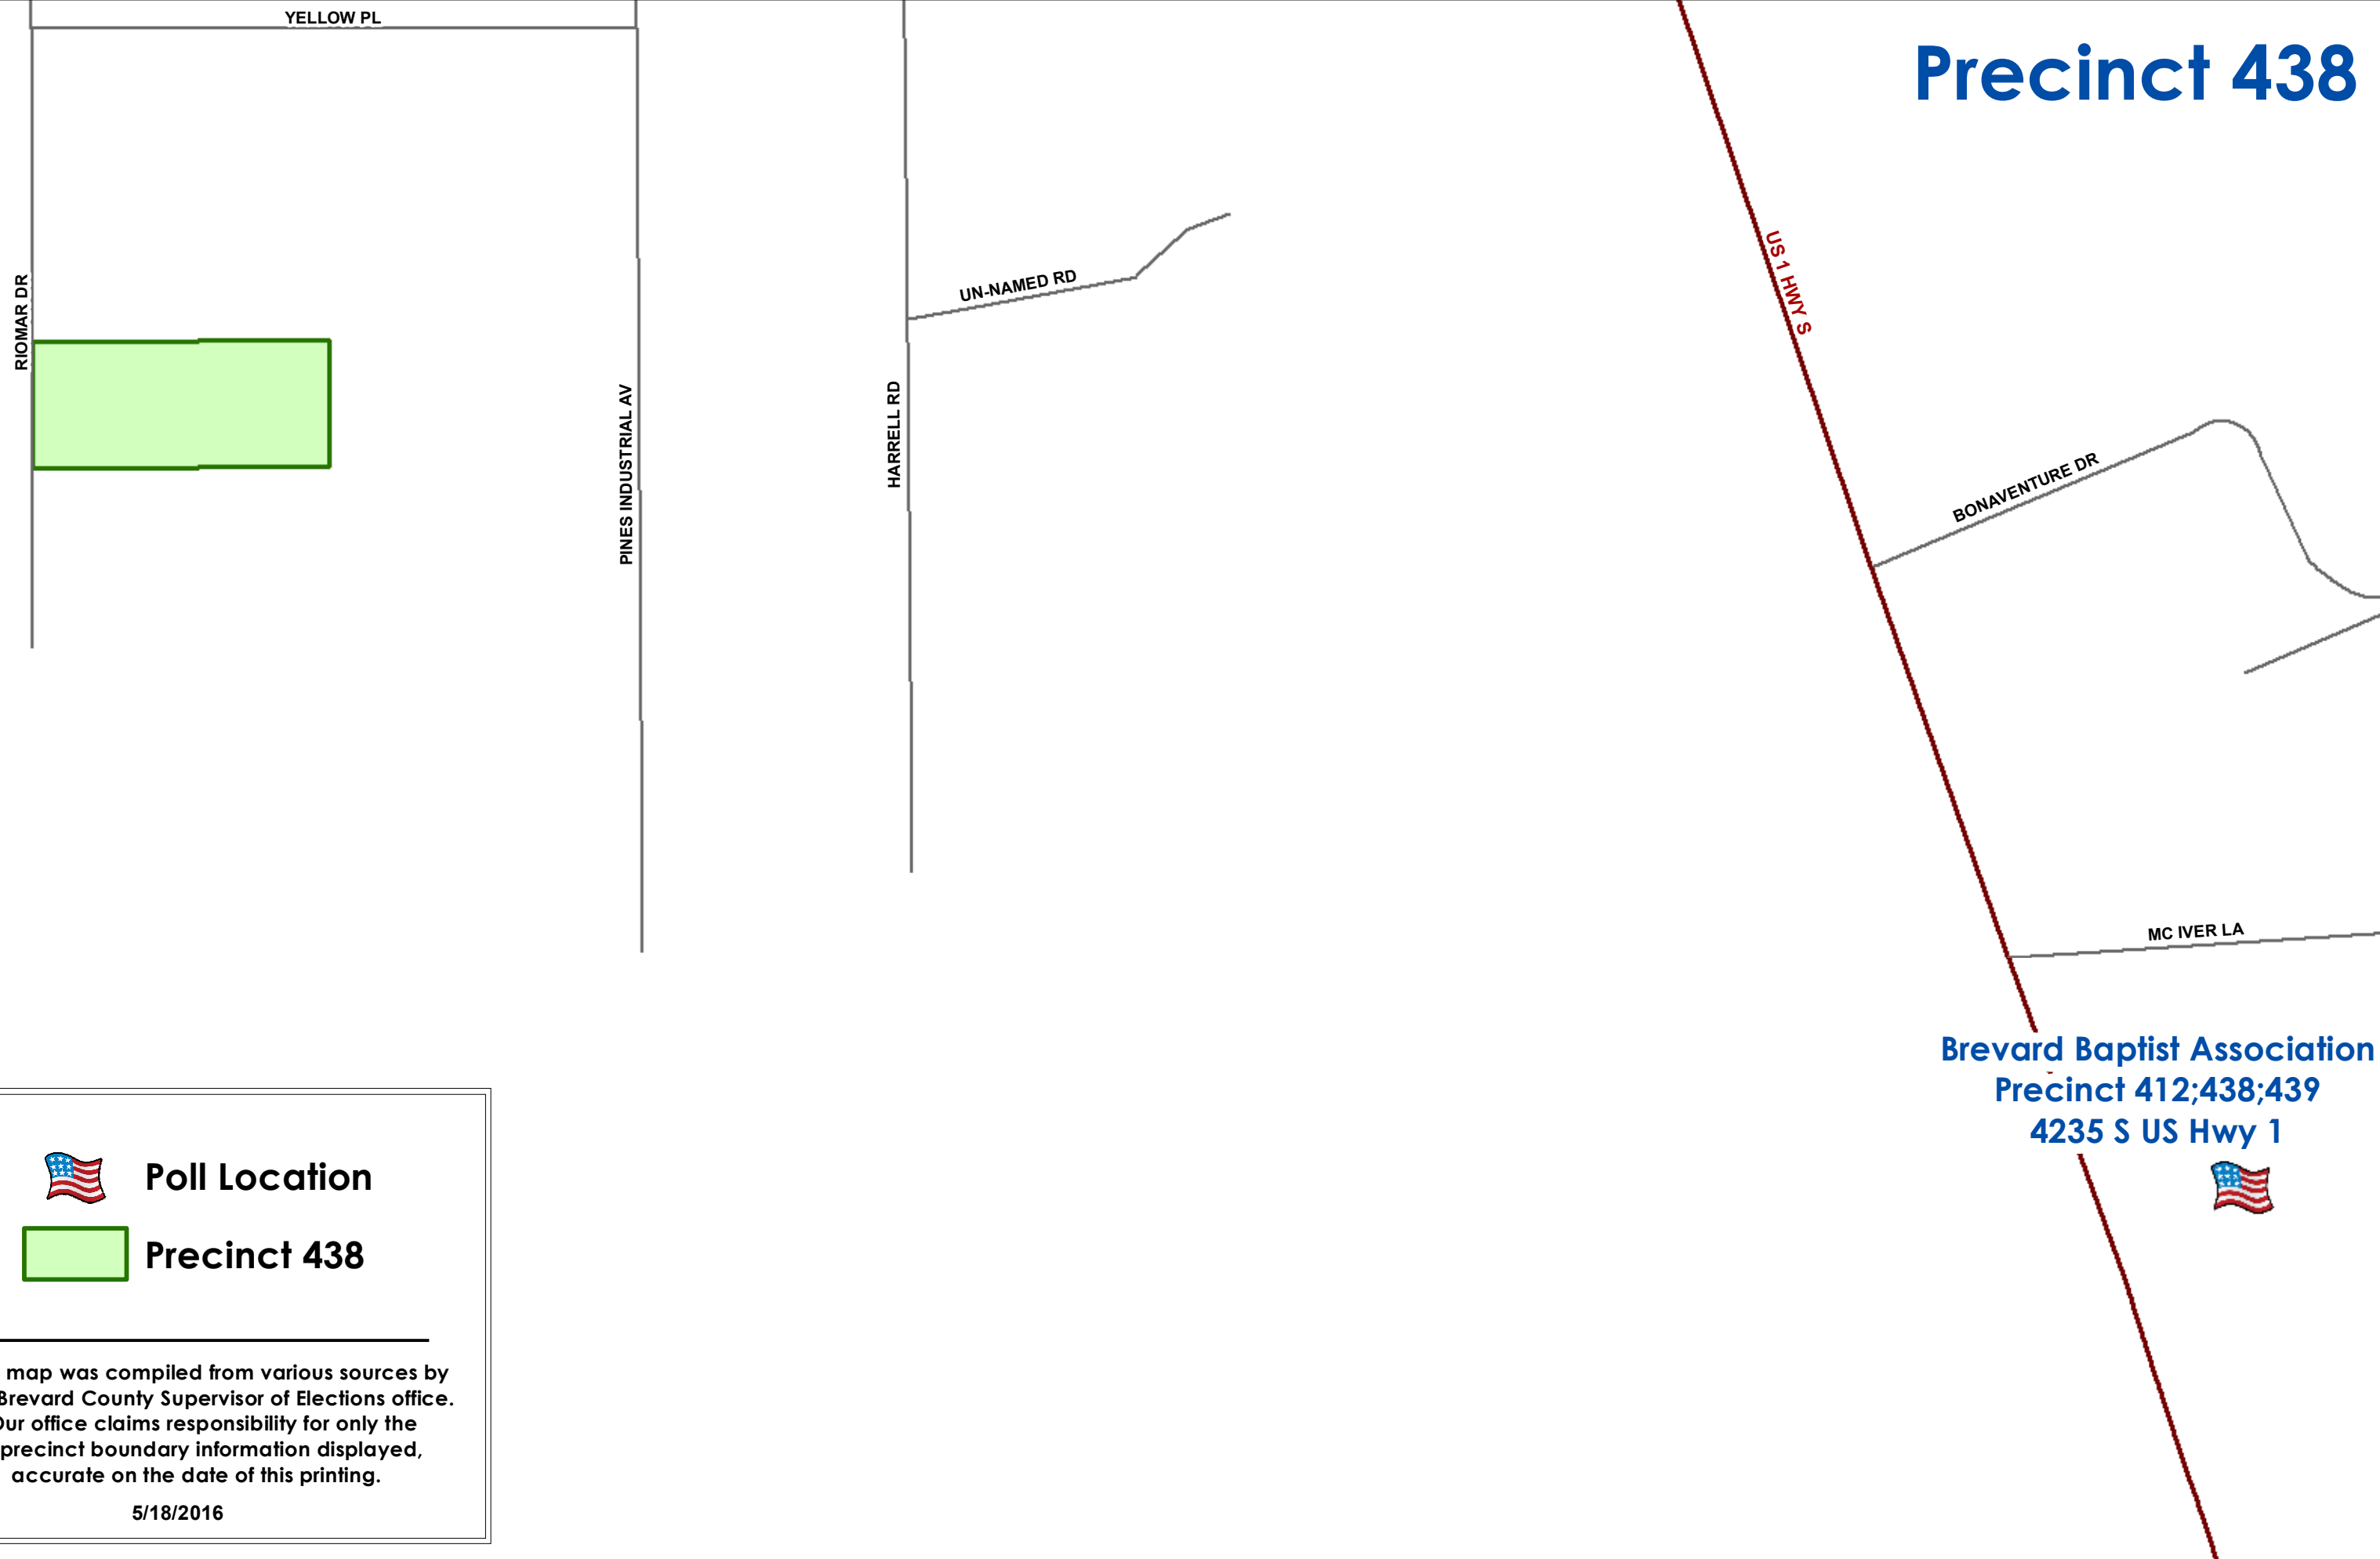 YELLOW PL
Precinct 438
RIOMAR DR
PINES INDUSTRIAL AV
HARRELL RD
UN-NAMED RD
US 1 HWY S
BONAVENTURE DR
MC IVER LA
Brevard Baptist Association
Precinct 412;438;439
4235 S US Hwy 1
Poll Location
Precinct 438
map was compiled from various sources by
Brevard County Supervisor of Elections office.
Our office claims responsibility for only the
precinct boundary information displayed,
accurate on the date of this printing.
5/18/2016